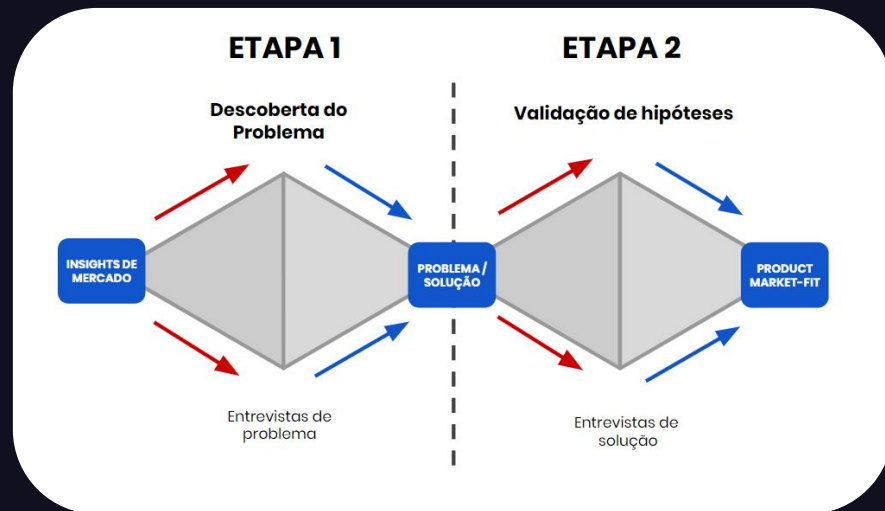 ETAPA 1
ETAPA 2
Descoberta do
Problema
Validação de hipóteses
INSIGHTS DE
MERCADO
PROBLEMA /
SOLUÇÃO
PRODUCT
MARKET-FIT
Entrevistas de
problema
Entrevistas de
solução